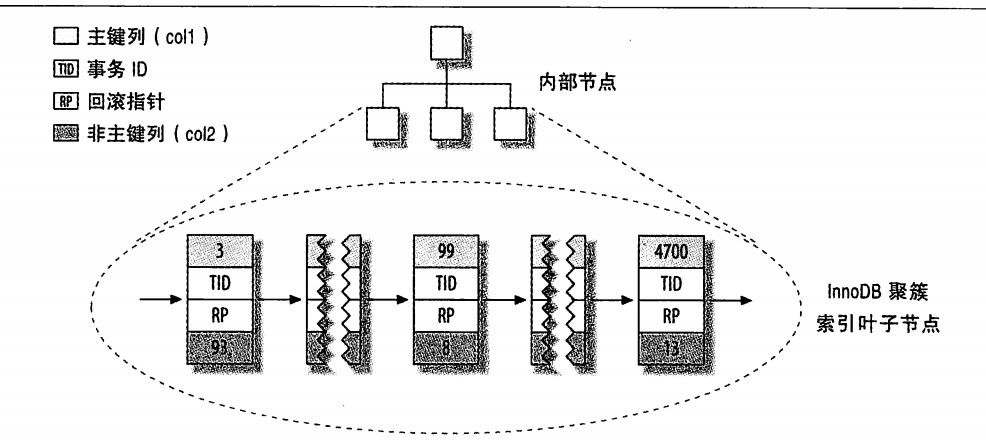 主键列（col1）
TID 事务 ID
RP 回滚指针
非主键列（col2）
内部节点
3 99 4700
TID TID TID
RP RP RP
93 8 13
InnoDB 聚簇
索引叶子节点